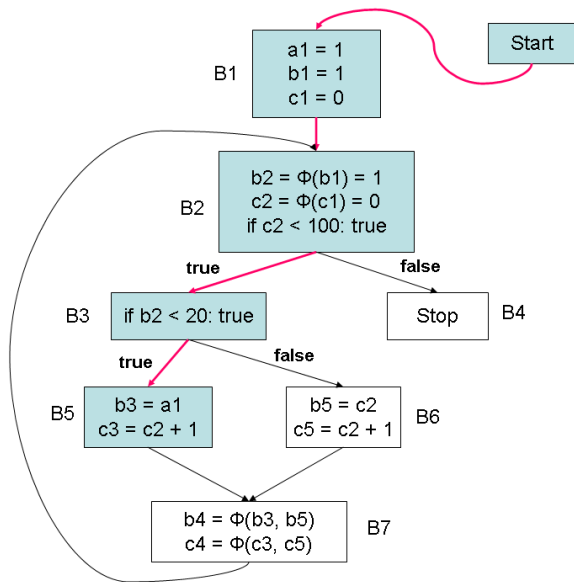 Start
B1
a1 = 1
b1 = 1
c1 = 0
B2
b2 = Φ(b1) = 1
c2 = Φ(c1) = 0
if c2 < 100: true
true
false
B3
if b2 < 20: true
Stop
B4
true
false
B5
b3 = a1
c3 = c2 + 1
b5 = c2
c5 = c2 + 1
B6
b4 = Φ(b3, b5)
c4 = Φ(c3, c5)
B7